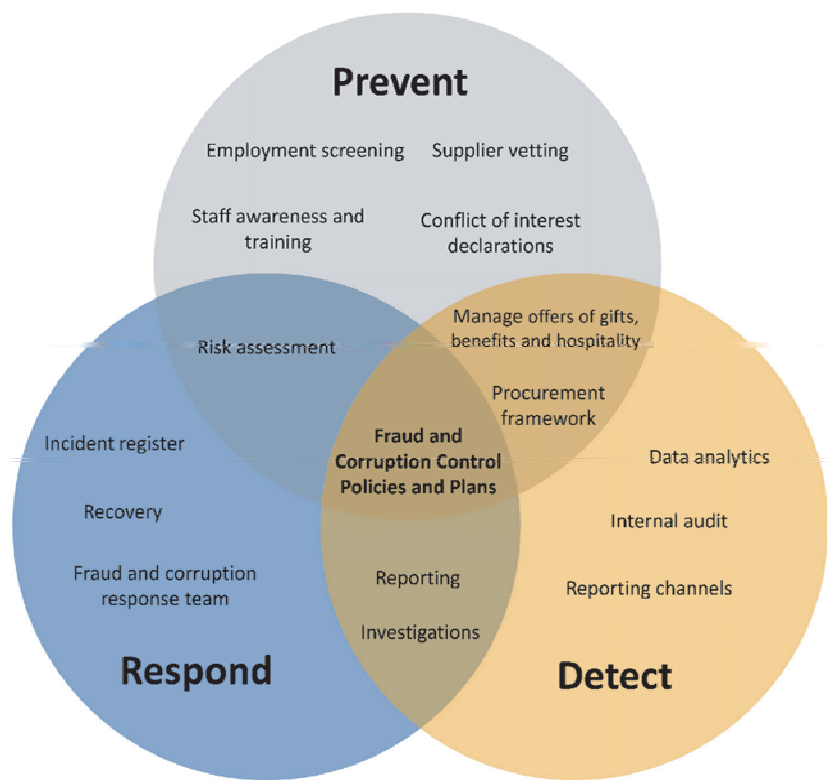 Prevent
Employment screening
Supplier vetting
Staff awareness and
training
Conflict of interest
declarations
Manage offers of gifts,
benefits and hospitality
Risk assessment
Procurement
framework
Fraud and
Corruption Control
Policies and Plans
Incident register
Recovery
Fraud and corruption
response team
Data analytics
Internal audit
Reporting channels
Reporting
Investigations
Respond
Detect